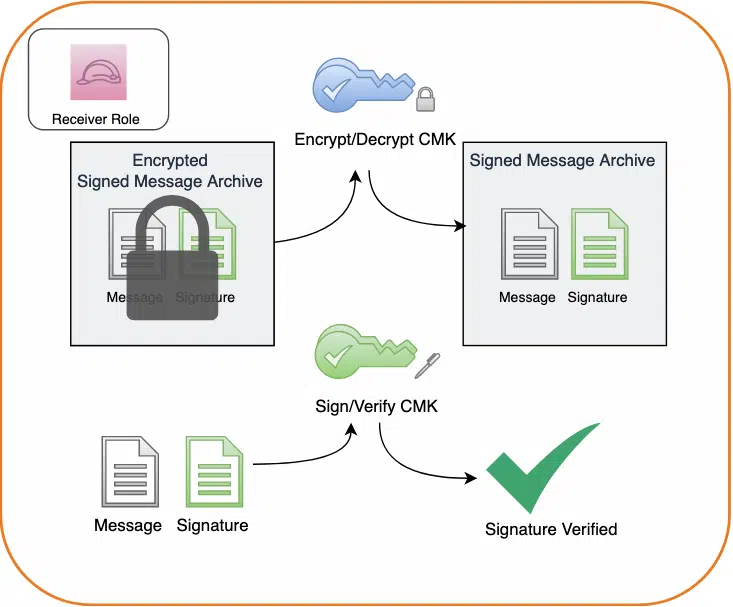 Receiver Role
Encrypt/Decrypt CMK
Encrypted
Signed Message Archive
Message Signature
Signed Message Archive
Message Signature
Sign/Verify CMK
Message Signature
Signature Verified